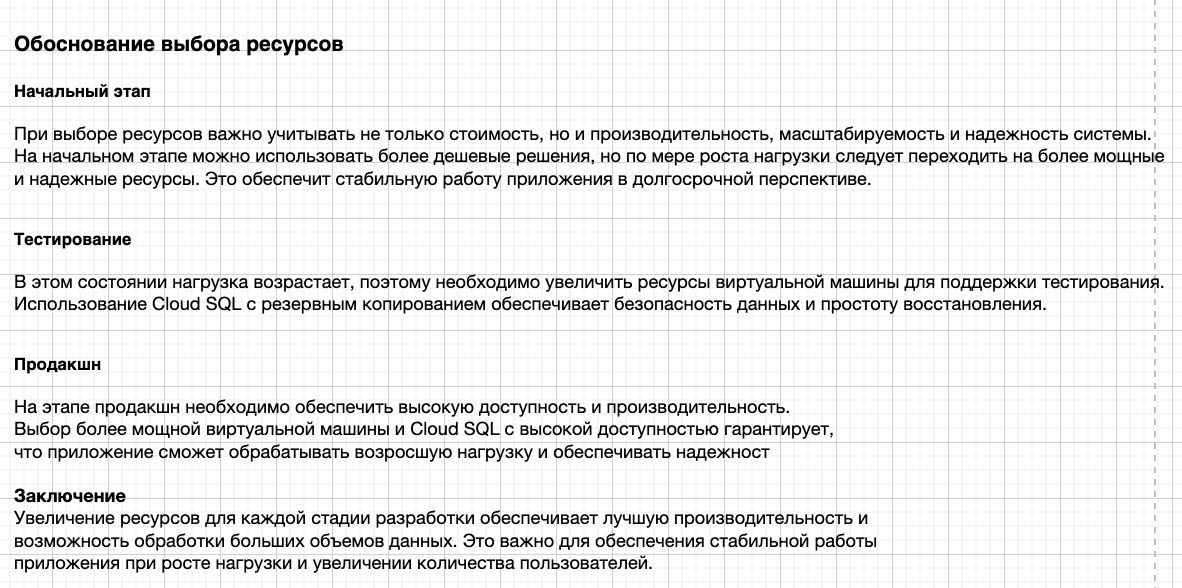 Обоснование выбора ресурсов
Начальный этап
При выборе ресурсов важно учитывать не только стоимость, но и производительность, масштабируемость и надежность системы.
На начальном этапе можно использовать более дешевые решения, но по мере роста нагрузки следует переходить на более мощные
и надежные ресурсы. Это обеспечит стабильную работу приложения в долгосрочной перспективе.
Тестирование
В этом состоянии нагрузка возрастает, поэтому необходимо увеличить ресурсы виртуальной машины для поддержки тестирования.
Использование Cloud SQL с резервным копированием обеспечивает безопасность данных и простоту восстановления.
Продакшн
На этапе продакшн необходимо обеспечить высокую доступность и производительность.
Выбор более мощной виртуальной машины и Cloud SQL с высокой доступностью гарантирует,
что приложение сможет обрабатывать возросшую нагрузку и обеспечивать надежност
Заключение
Увеличение ресурсов для каждой стадии разработки обеспечивает лучшую производительность и
возможность обработки больших объемов данных. Это важно для обеспечения стабильной работы
приложения при росте нагрузки и увеличении количества пользователей.